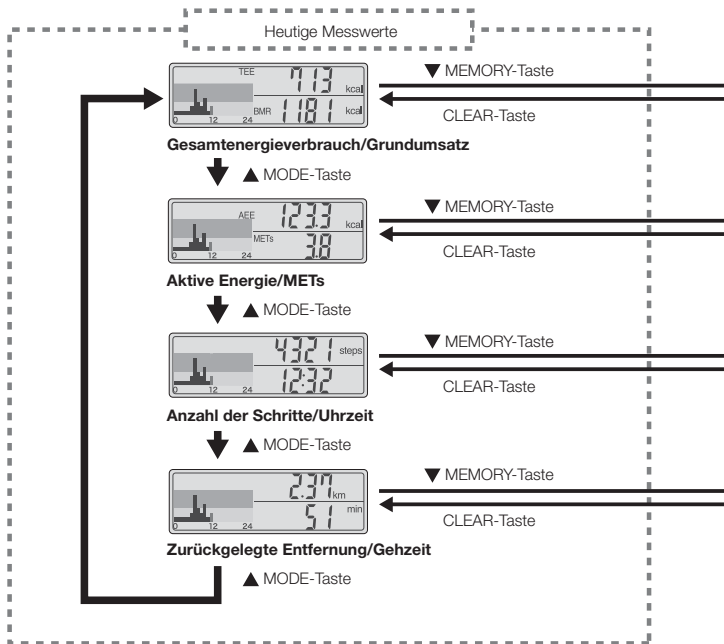 Heutige Messwerte
TEE 713 kcal
BMR 1181 kcal
0 12 24
▼ MEMORY-Taste
CLEAR-Taste
Gesamtenergieverbrauch/Grundumsatz
▲ MODE-Taste
AEE 123.3 kcal
METs 3.8
0 12 24
▼ MEMORY-Taste
CLEAR-Taste
Aktive Energie/METs
▲ MODE-Taste
4321 steps
12:32
0 12 24
▼ MEMORY-Taste
CLEAR-Taste
Anzahl der Schritte/Uhrzeit
▲ MODE-Taste
2.37 km
51 min
0 12 24
▼ MEMORY-Taste
CLEAR-Taste
Zurückgelegte Entfernung/Gehzeit
▲ MODE-Taste